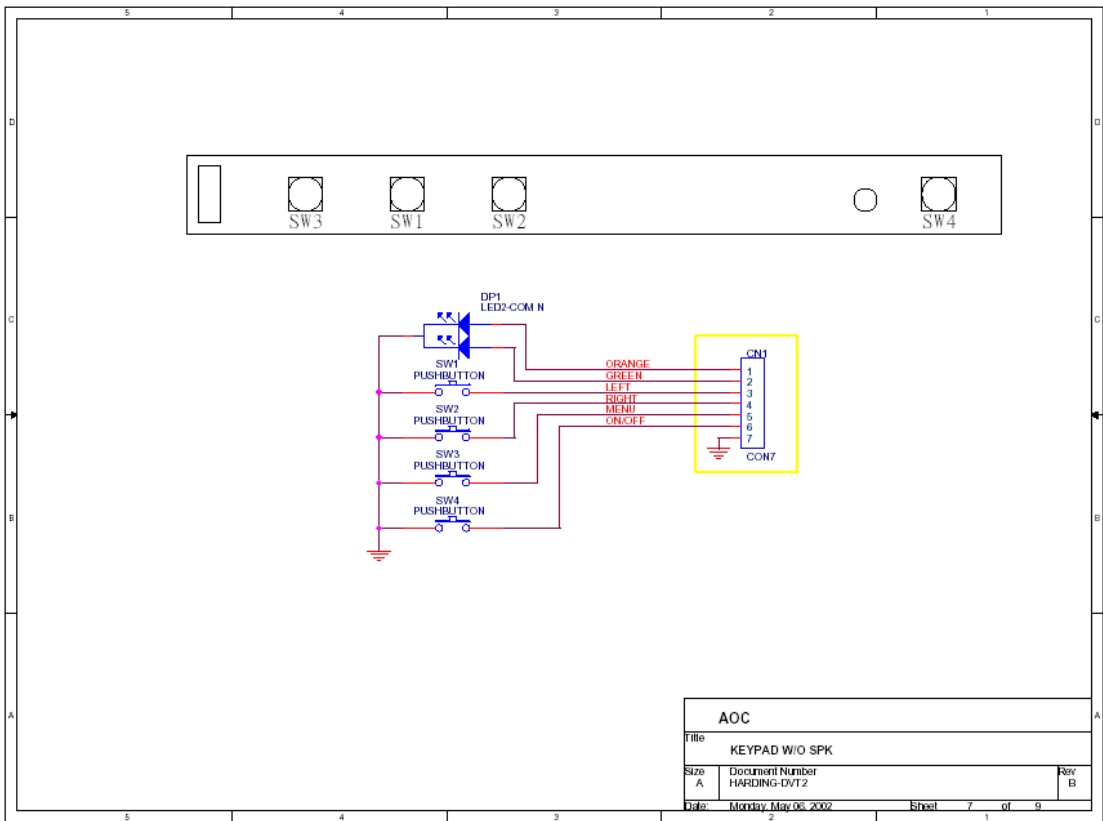 5 4 3 2 1
D D
SW3 SW1 SW2 SW4
DP1
LED2-COM N
C C
CN1
ORANGE 1
GREEN 2
LEFT 3
RIGHT 4
MENU 5
ON/OFF 6
7
CON7
SW1
PUSHBUTTON
SW2
PUSHBUTTON
SW3
PUSHBUTTON
SW4
PUSHBUTTON
B B
A A
AOC
Title
KEYPAD W/O SPK
Size Document Number Rev
A HARDING-DVT2 B
Date: Monday, May 06, 2002 Sheet 7 of 9
5 4 3 2 1